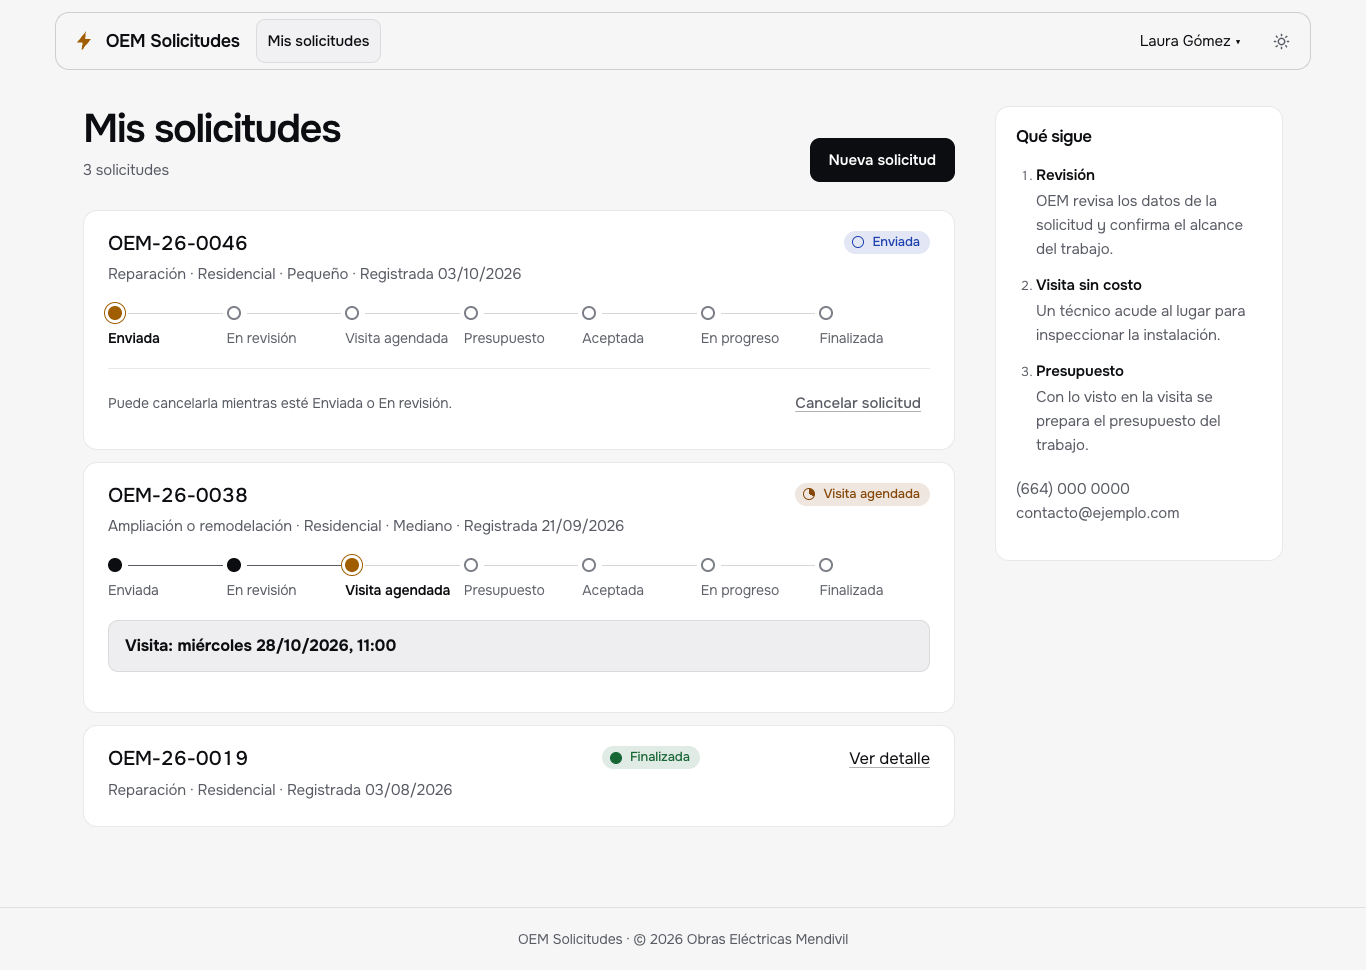 OEM Solicitudes
Mis solicitudes
Laura Gómez
Mis solicitudes
3 solicitudes
Nueva solicitud
OEM-26-0046
Enviada
Reparación · Residencial · Pequeño · Registrada 03/10/2026
Enviada
En revisión
Visita agendada
Presupuesto
Aceptada
En progreso
Finalizada
Puede cancelarla mientras esté Enviada o En revisión.
Cancelar solicitud
OEM-26-0038
Visita agendada
Ampliación o remodelación · Residencial · Mediano · Registrada 21/09/2026
Enviada
En revisión
Visita agendada
Presupuesto
Aceptada
En progreso
Finalizada
Visita: miércoles 28/10/2026, 11:00
OEM-26-0019
Finalizada
Ver detalle
Reparación · Residencial · Registrada 03/08/2026
Qué sigue
1. Revisión
OEM revisa los datos de la
solicitud y confirma el alcance
del trabajo.
2. Visita sin costo
Un técnico acude al lugar para
inspeccionar la instalación.
3. Presupuesto
Con lo visto en la visita se
prepara el presupuesto del
trabajo.
(664) 000 0000
contacto@ejemplo.com
OEM Solicitudes · © 2026 Obras Eléctricas Mendivil